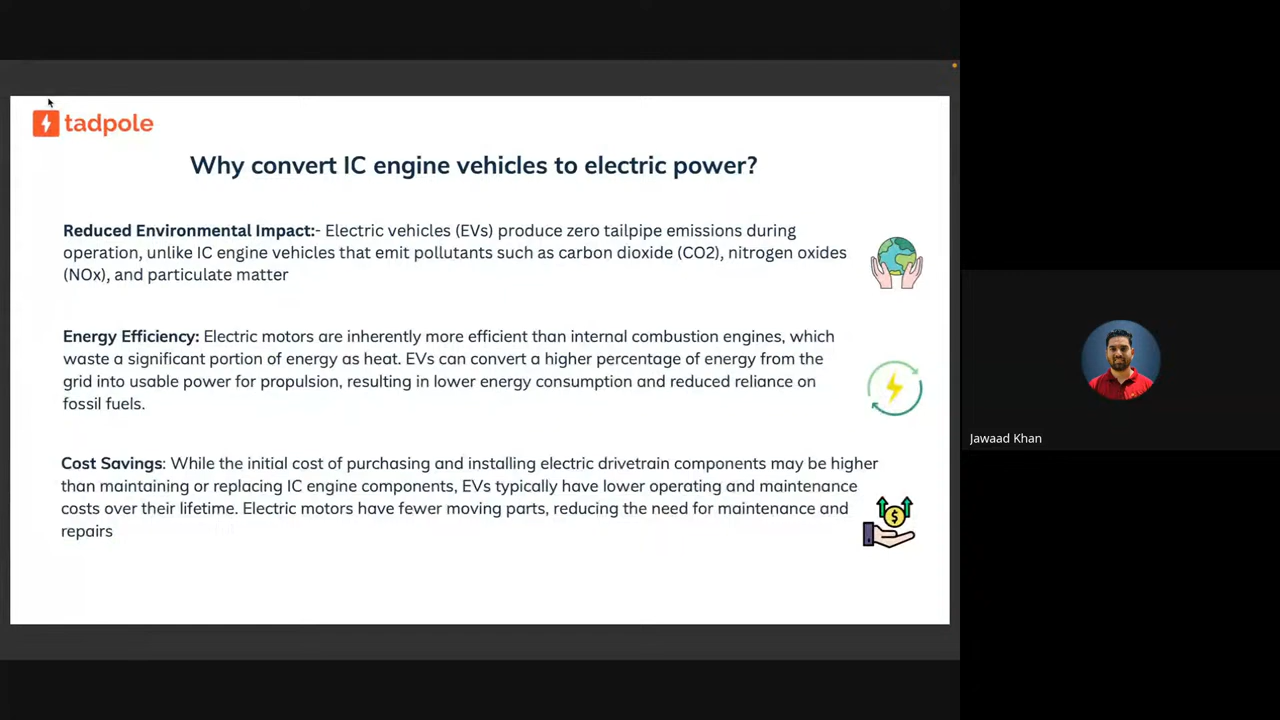 tadpole
Why convert IC engine vehicles to electric power?
Reduced Environmental Impact:- Electric vehicles (EVs) produce zero tailpipe emissions during
operation, unlike IC engine vehicles that emit pollutants such as carbon dioxide (CO2), nitrogen oxides
(NOx), and particulate matter
Energy Efficiency: Electric motors are inherently more efficient than internal combustion engines, which
waste a significant portion of energy as heat. EVs can convert a higher percentage of energy from the
grid into usable power for propulsion, resulting in lower energy consumption and reduced reliance on
fossil fuels.
Cost Savings: While the initial cost of purchasing and installing electric drivetrain components may be higher
than maintaining or replacing IC engine components, EVs typically have lower operating and maintenance
costs over their lifetime. Electric motors have fewer moving parts, reducing the need for maintenance and
repairs
$
Jawaad Khan